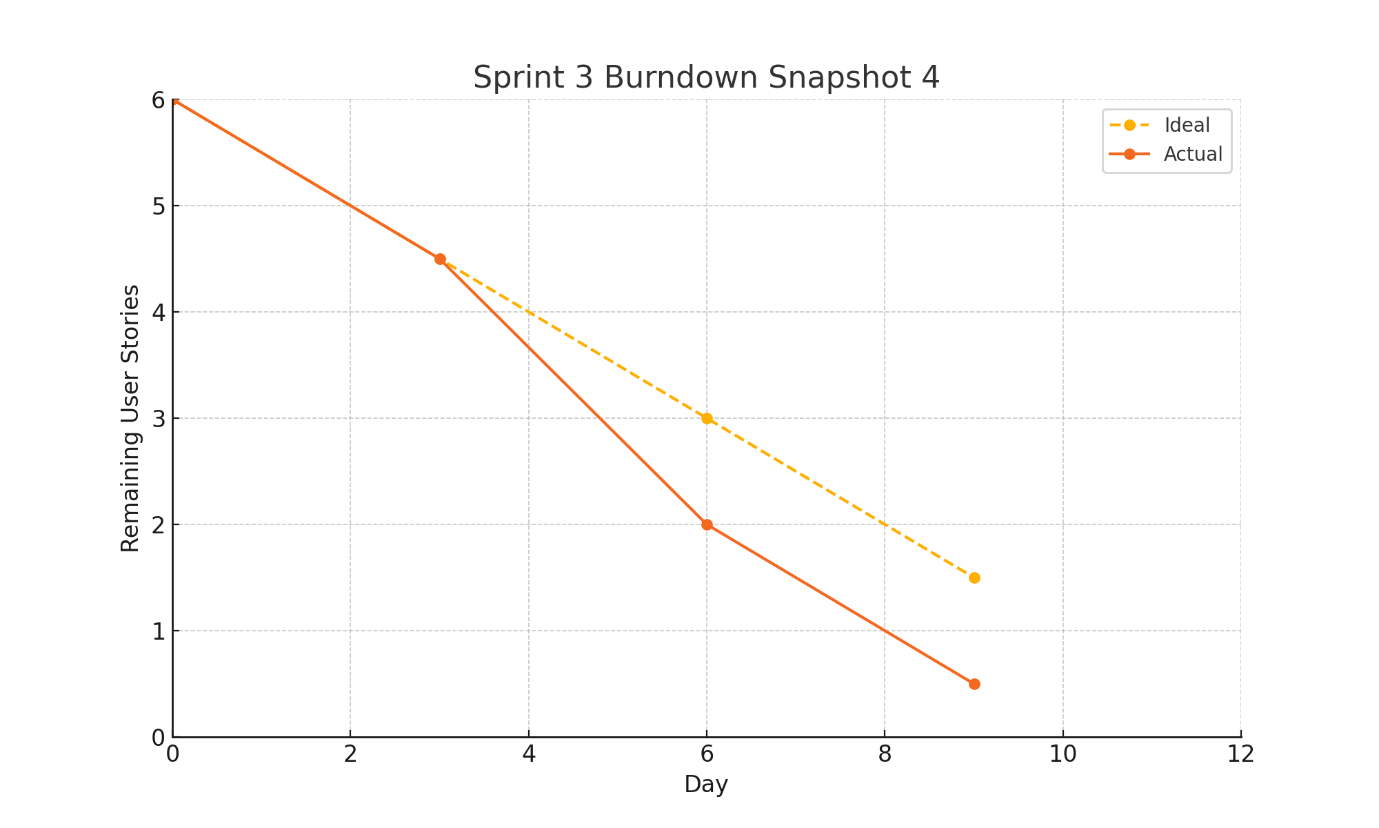 Sprint 3 Burndown Snapshot 4
Ideal
Actual
Remaining User Stories
6
5
4
3
2
1
0
0 2 4 6 8 10 12
Day